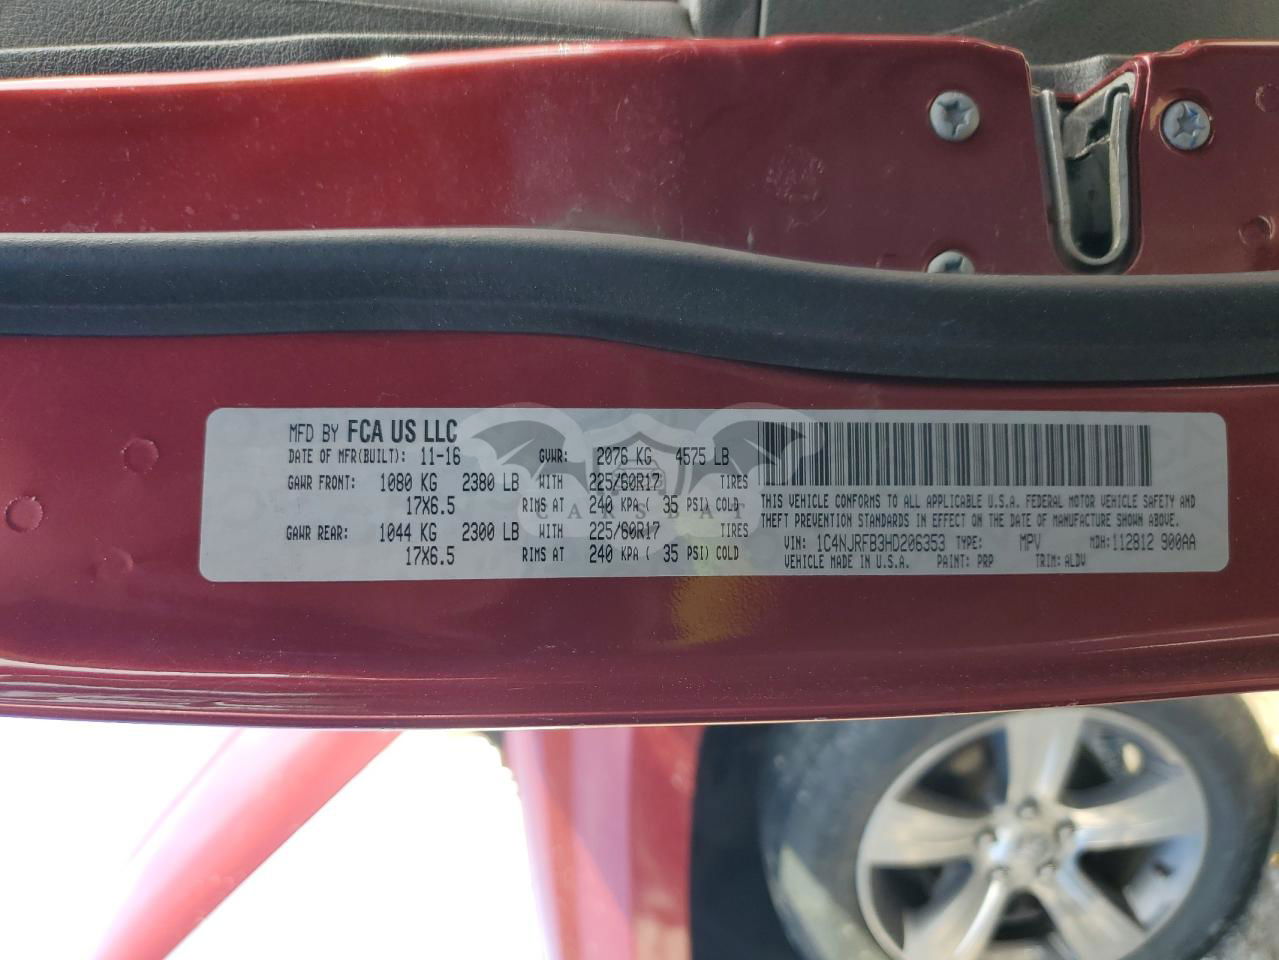 MFD BY FCA US LLC
DATE OF MFR(BUILT): 11-16 GVWR: 2076 KG 4575 LB
GAWR FRONT: 1080 KG 2380 LB WITH 225/60R17 TIRES
17X6.5 RIMS AT 240 KPA ( 35 PSI) COLD
GAWR REAR: 1044 KG 2300 LB WITH 225/60R17 TIRES
17X6.5 RIMS AT 240 KPA ( 35 PSI) COLD
THIS VEHICLE CONFORMS TO ALL APPLICABLE U.S.A. FEDERAL MOTOR VEHICLE SAFETY AND
THEFT PREVENTION STANDARDS IN EFFECT ON THE DATE OF MANUFACTURE SHOWN ABOVE.
VIN: 1C4NJRFB3HD206353 TYPE: MPV MDH: 112812 900AA
VEHICLE MADE IN U.S.A. PAINT: PRP TRIM: ALDV